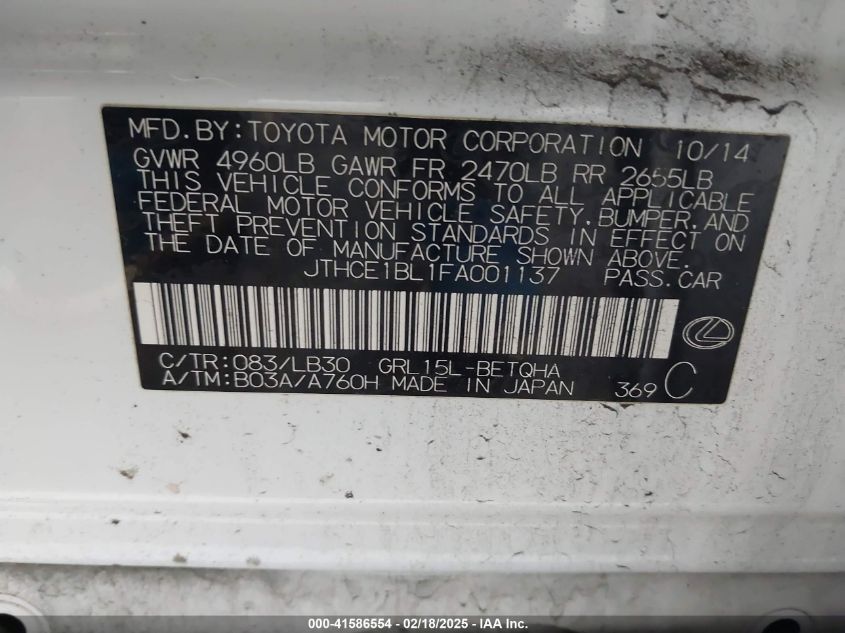 MFD.BY:TOYOTA MOTOR CORPORATION 10/14
GVWR 4960LB GAWR FR 2470LB RR 2655LB
THIS VEHICLE CONFORMS TO ALL APPLICABLE
FEDERAL MOTOR VEHICLE SAFETY,BUMPER,AND
THEFT PREVENTION STANDARDS IN EFFECT ON
THE DATE OF MANUFACTURE SHOWN ABOVE.
JTHCE1BL1FA001137 PASS.CAR
C/TR:083/LB30 GRL15L-BETQHA
A/TM:B03A/A760H MADE IN JAPAN 369 C
000-41586554 - 02/18/2025 - IAA Inc.